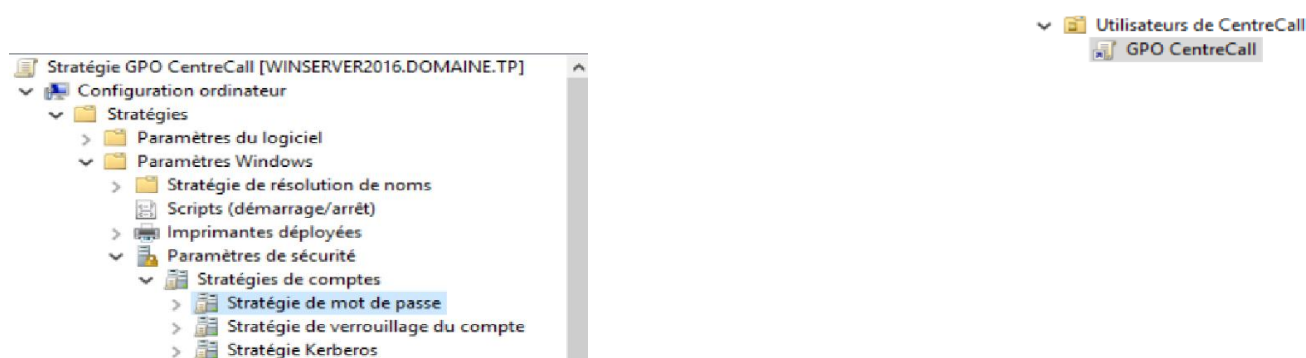 Stratégie GPO CentreCall [WINSERVER2016.DOMAINE.TP]
Configuration ordinateur
Stratégies
Paramètres du logiciel
Paramètres Windows
Stratégie de résolution de noms
Scripts (démarrage/arrêt)
Imprimantes déployées
Paramètres de sécurité
Stratégies de comptes
Stratégie de mot de passe
Stratégie de verrouillage du compte
Stratégie Kerberos
Utilisateurs de CentreCall
GPO CentreCall